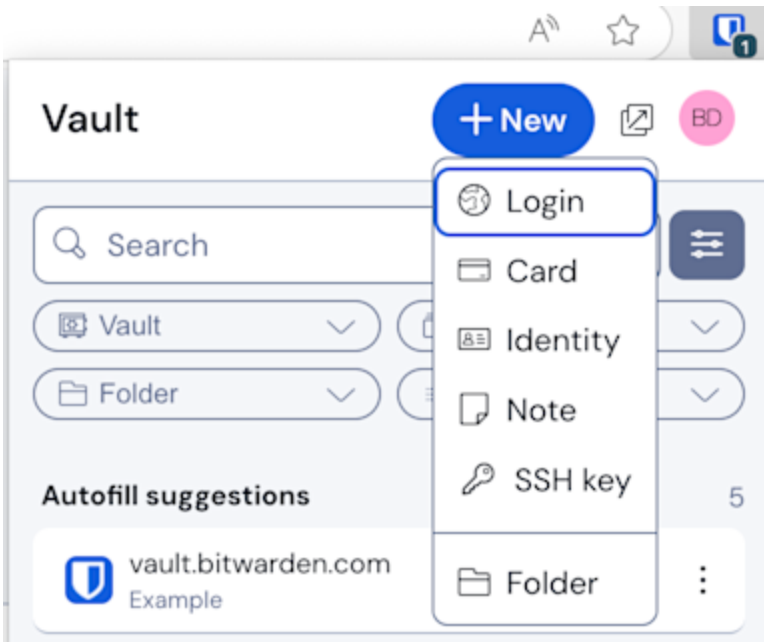 A
1
Vault
New
BD
Login
Search
Card
Vault
Identity
Folder
Note
Autofill suggestions
5
SSH key
vault.bitwarden.com
Example
Folder